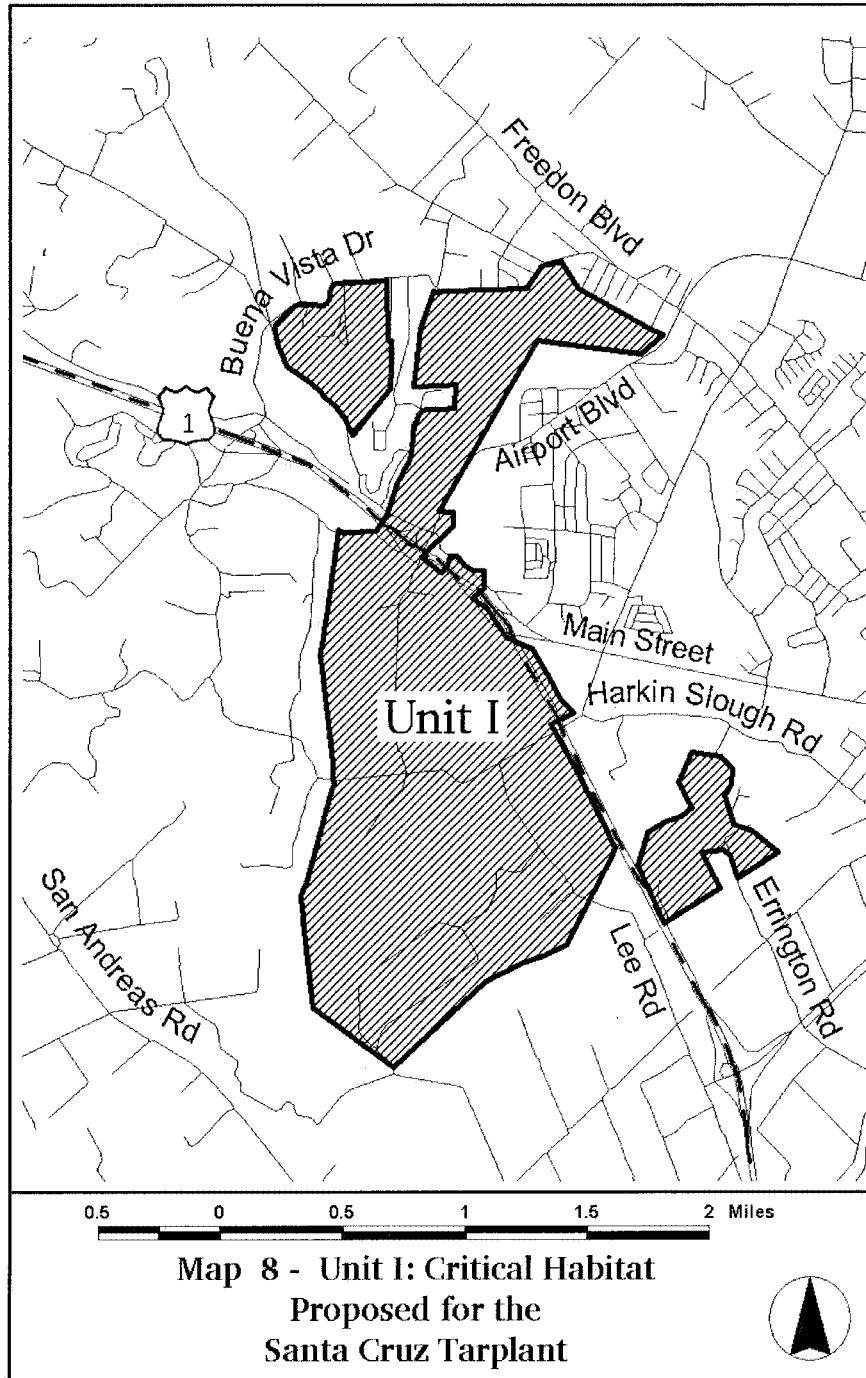 Freedon Blvd
Buena Vista Dr
1
Airport Blvd
Main Street
Harkin Slough Rd
Unit I
San Andreas Rd
Lee Rd
Errington Rd
0.5 0 0.5 1 1.5 2 Miles
Map 8 - Unit I: Critical Habitat
Proposed for the
Santa Cruz Tarplant